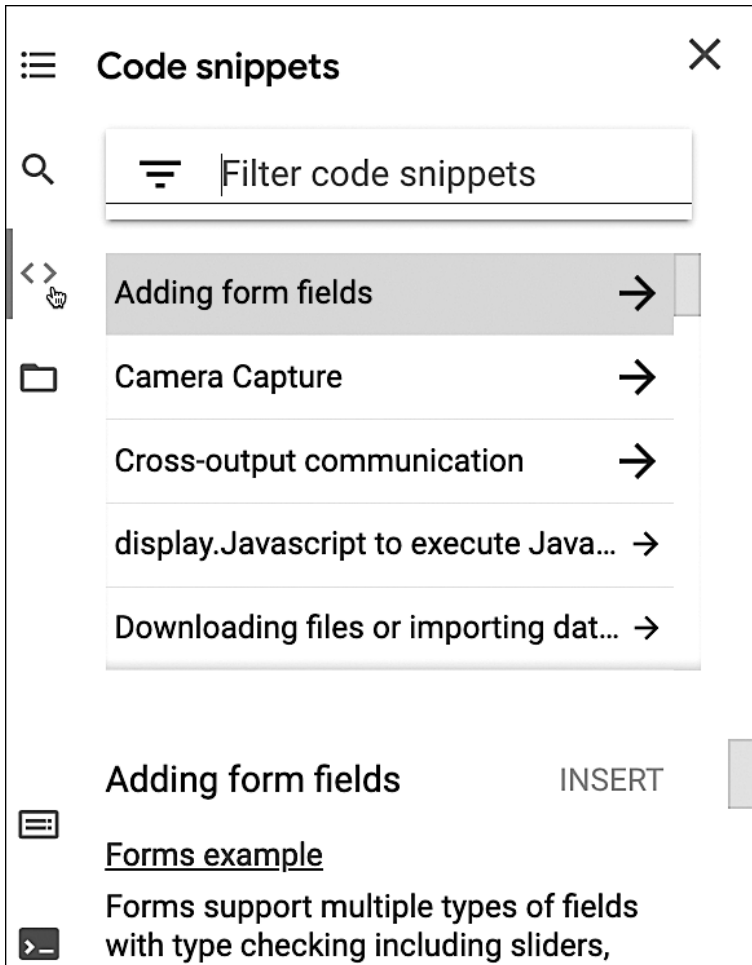 Code snippets
Filter code snippets
Adding form fields
Camera Capture
Cross-output communication
display.Javascript to execute Java...
Downloading files or importing dat...
Adding form fields INSERT
Forms example
Forms support multiple types of fields
with type checking including sliders,